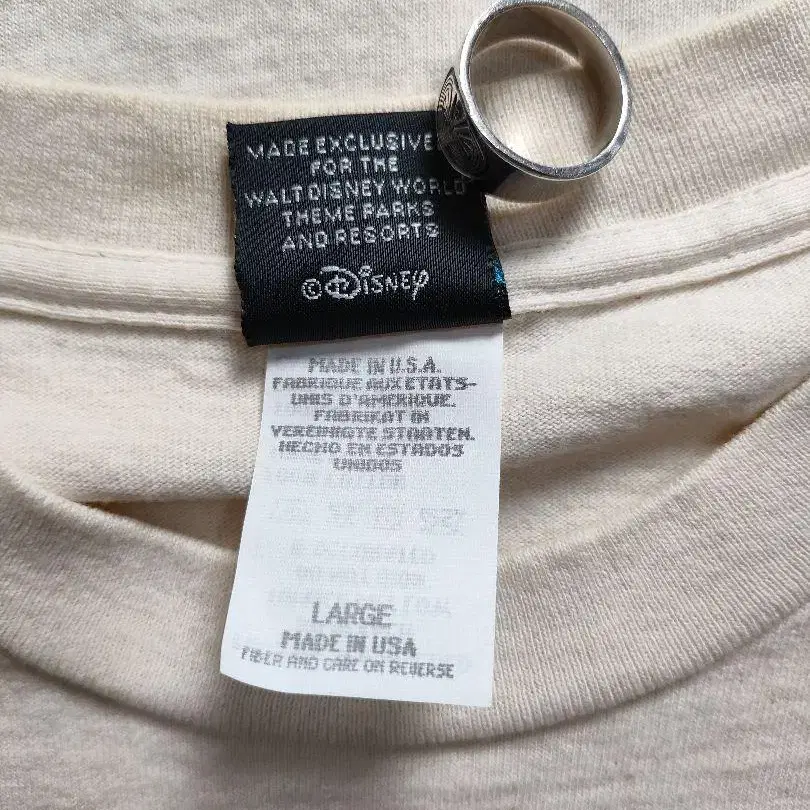 MADE EXCLUSIVE
FOR THE
WALT DISNEY WORLD
THEME PARKS
AND RESORTS
©Disney
MADE IN U.S.A.
FABRIQUE AUX ETATS-
UNIS D'AMERIQUE.
FABRIKAT IN
VEREINIGTE STAATEN.
HECHO EN ESTADOS
UNIDOS
LARGE
MADE IN USA
FIBER AND CARE ON REVERSE